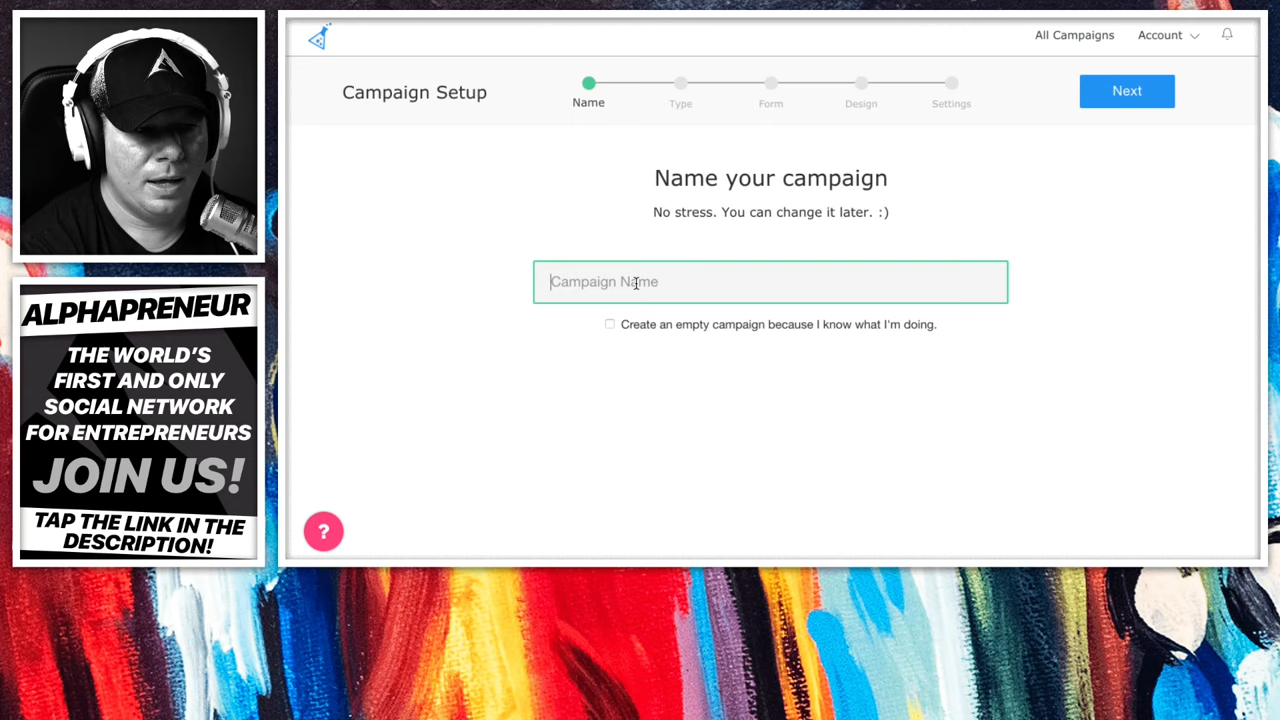 All Campaigns
Account
Campaign Setup
Name
Type
Form
Design
Settings
Next
Name your campaign
No stress. You can change it later. :)
Campaign Name
Create an empty campaign because I know what I'm doing.
?
ALPHAPRENEUR
THE WORLD'S
FIRST AND ONLY
SOCIAL NETWORK
FOR ENTREPRENEURS
JOIN US!
TAP THE LINK IN THE
DESCRIPTION!